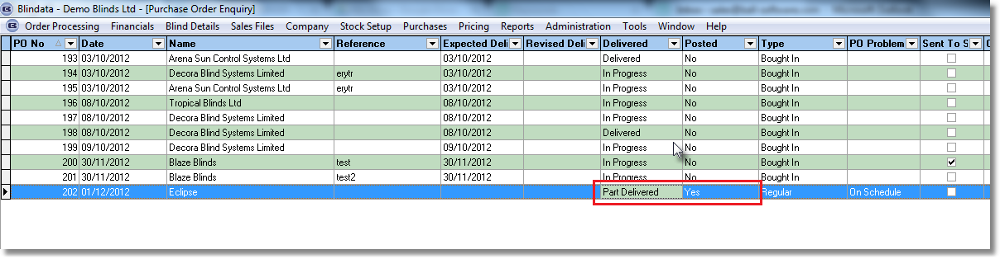 Blindata - Demo Blinds Ltd - [Purchase Order Enquiry]
Order Processing Financials Blind Details Sales Files Company Stock Setup Purchases Pricing Reports Administration Tools Window Help
PO No Date Name Reference Expected Deli Revised Deli Delivered Posted Type PO Problem Sent To S
193 03/10/2012 Arena Sun Control Systems Ltd 03/10/2012 Delivered No Bought In
194 03/10/2012 Decora Blind Systems Limited erytr 03/10/2012 In Progress No Bought In
195 03/10/2012 Arena Sun Control Systems Ltd erytr 03/10/2012 In Progress No Bought In
196 08/10/2012 Tropical Blinds Ltd 08/10/2012 In Progress No Bought In
197 08/10/2012 Decora Blind Systems Limited 08/10/2012 In Progress No Bought In
198 08/10/2012 Decora Blind Systems Limited 08/10/2012 Delivered No Bought In
199 09/10/2012 Decora Blind Systems Limited 09/10/2012 In Progress No Bought In
200 30/11/2012 Blaze Blinds test 30/11/2012 In Progress No Bought In
201 30/11/2012 Blaze Blinds test2 30/11/2012 In Progress No Bought In
202 01/12/2012 Eclipse Part Delivered Yes Regular On Schedule